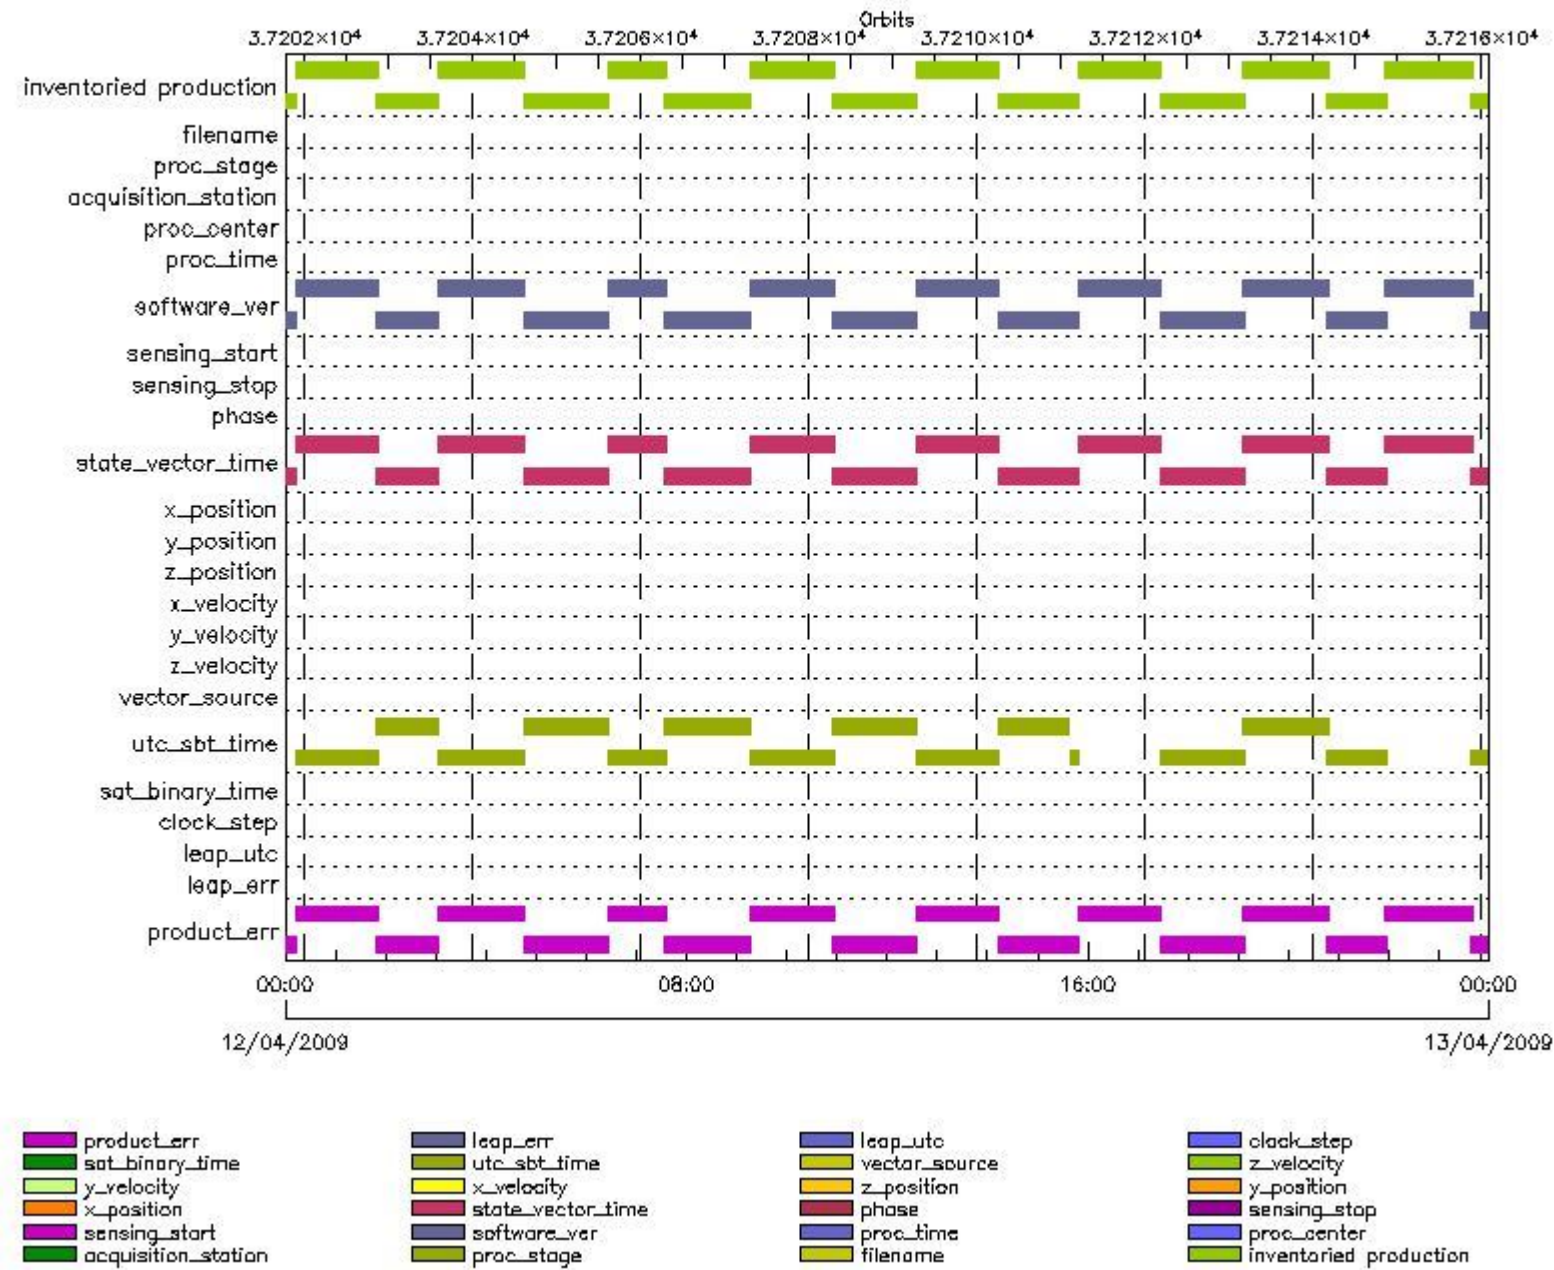 Orbits
3.7202×10⁴ 3.7204×10⁴ 3.7206×10⁴ 3.7208×10⁴ 3.7210×10⁴ 3.7212×10⁴ 3.7214×10⁴ 3.7216×10⁴
inventoried production
filename
proc_stage
acquisition_station
proc_center
proc_time
software_ver
sensing_start
sensing_stop
phase
state_vector_time
x_position
y_position
z_position
x_velocity
y_velocity
z_velocity
vector_source
utc_sbt_time
sat_binary_time
clock_step
leap_utc
leap_err
product_err
00:00 08:00 16:00 00:00
12/04/2009 13/04/2009
product_err leap_err leap_utc clock_step
sat_binary_time utc_sbt_time vector_source z_velocity
y_velocity x_velocity z_position y_position
x_position state_vector_time phase sensing_stop
sensing_start software_ver proc_time proc_center
acquisition_station proc_stage filename inventoried production